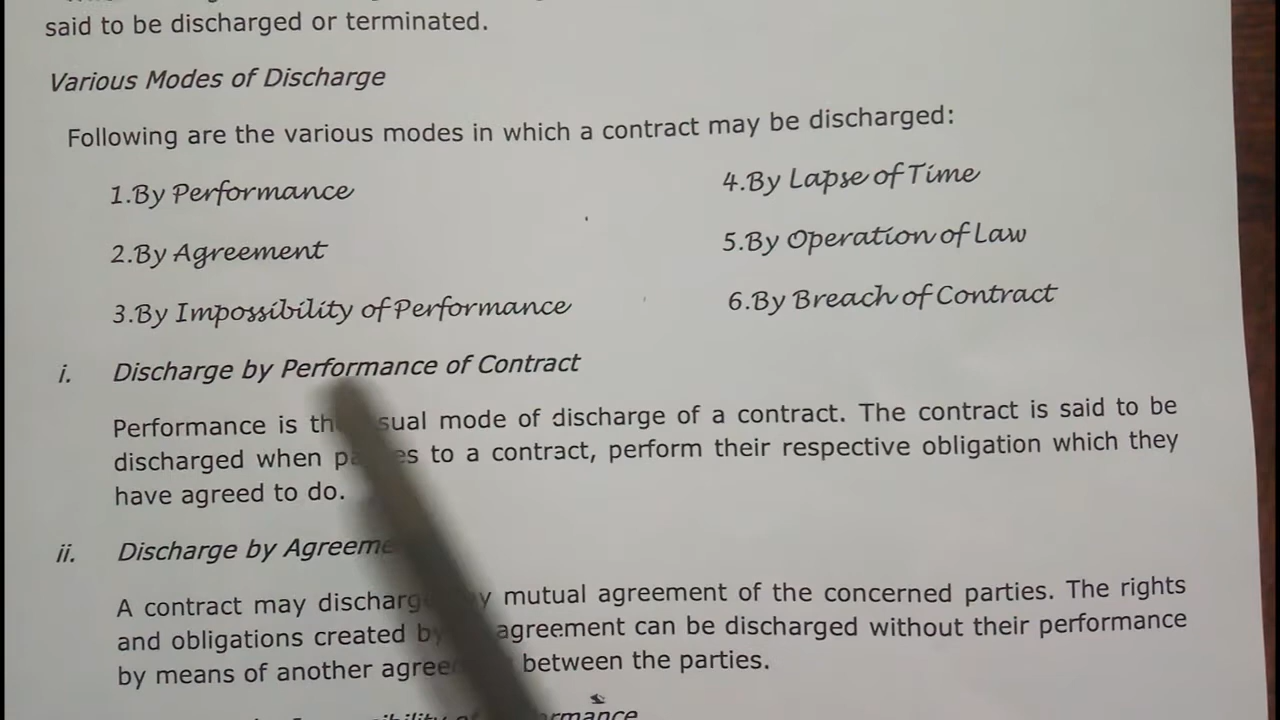 said to be discharged or terminated.
Various Modes of Discharge
Following are the various modes in which a contract may be discharged:
1.By Performance
4.By Lapse of Time
2.By Agreement
5.By Operation of Law
3.By Impossibility of Performance
6.By Breach of Contract
i. Discharge by Performance of Contract
Performance is sual mode of discharge of a contract. The contract is said to be
discharged when to a contract, perform their respective obligation which they
have agreed to do.
ii. Discharge by Agreeme
A contract may discharg y mutual agreement of the concerned parties. The rights
and obligations created by agreement can be discharged without their performance
by means of another agree between the parties.